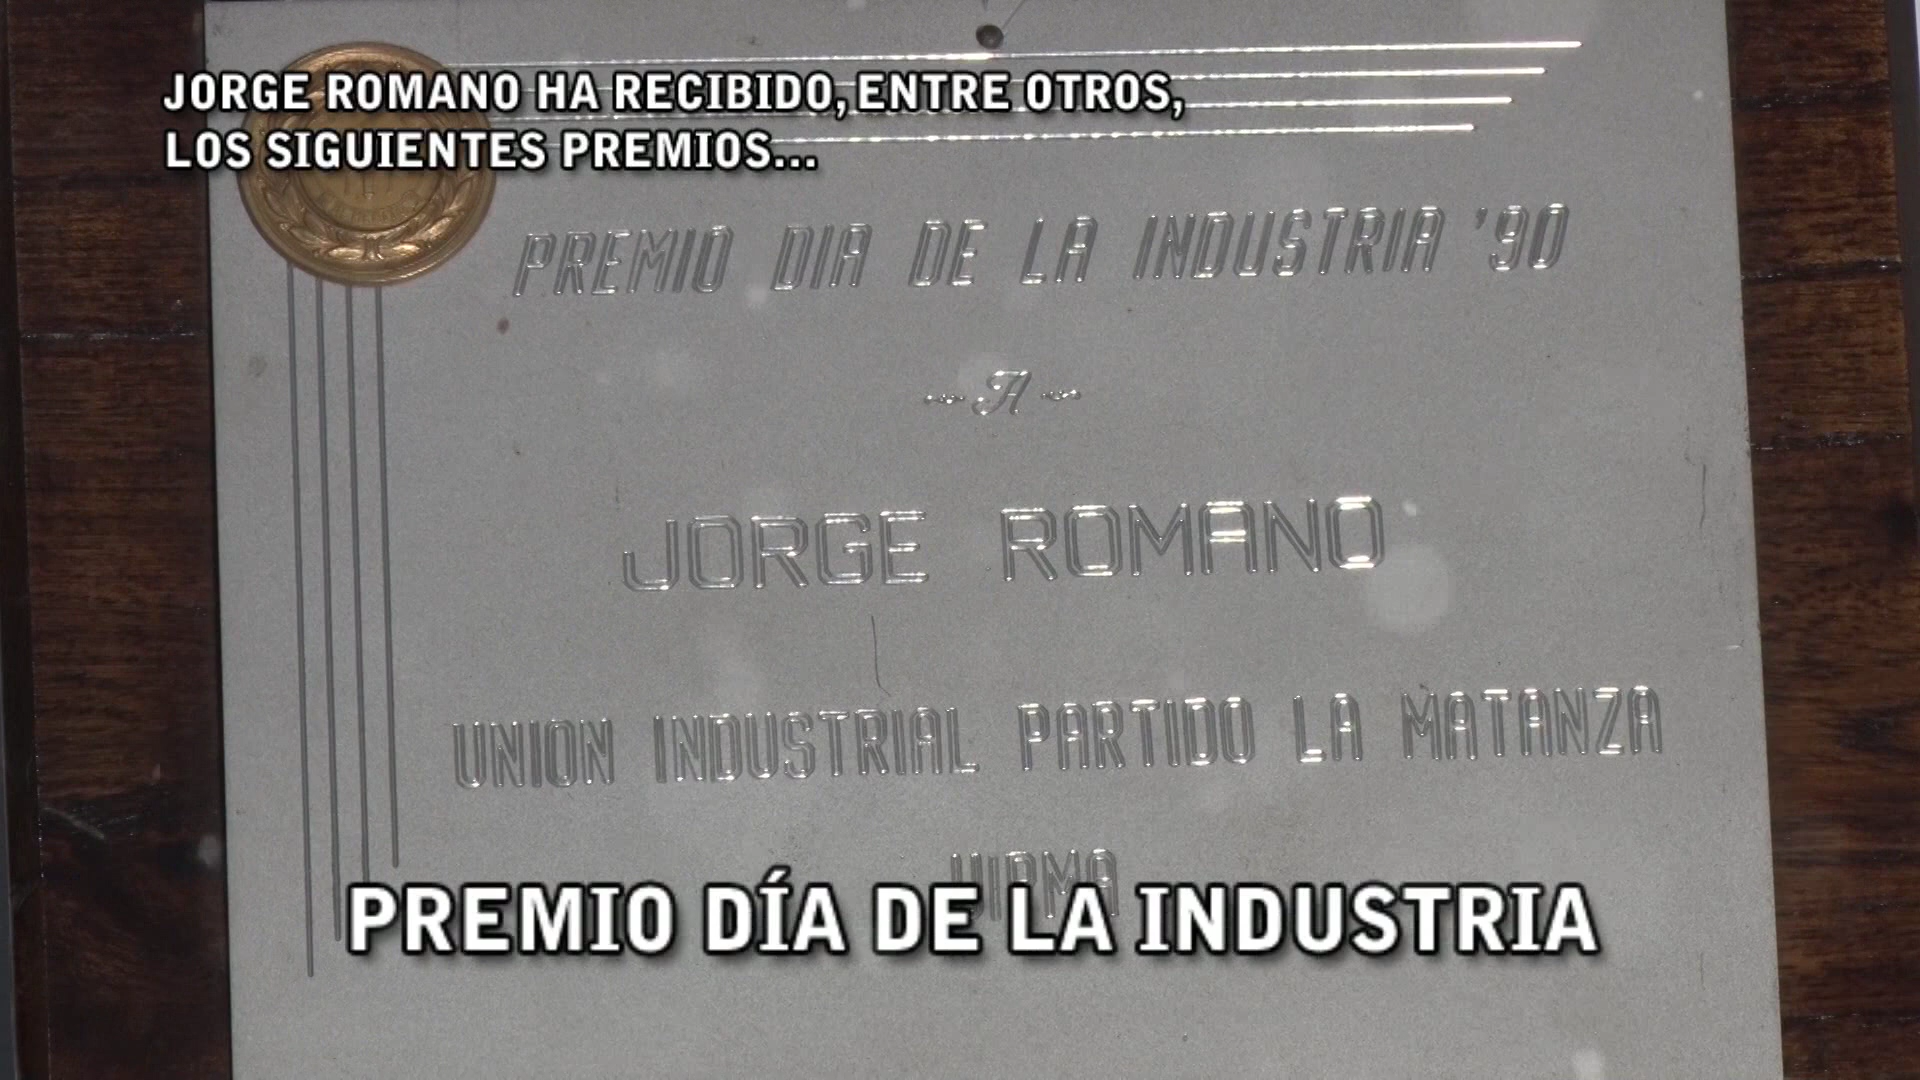 JORGE ROMANO HA RECIBIDO, ENTRE OTROS,
LOS SIGUIENTES PREMIOS...
PREMIO DIA DE LA INDUSTRIA '90
A
JORGE ROMANO
UNION INDUSTRIAL PARTIDO LA MATANZA
PREMIO DÍA DE LA INDUSTRIA